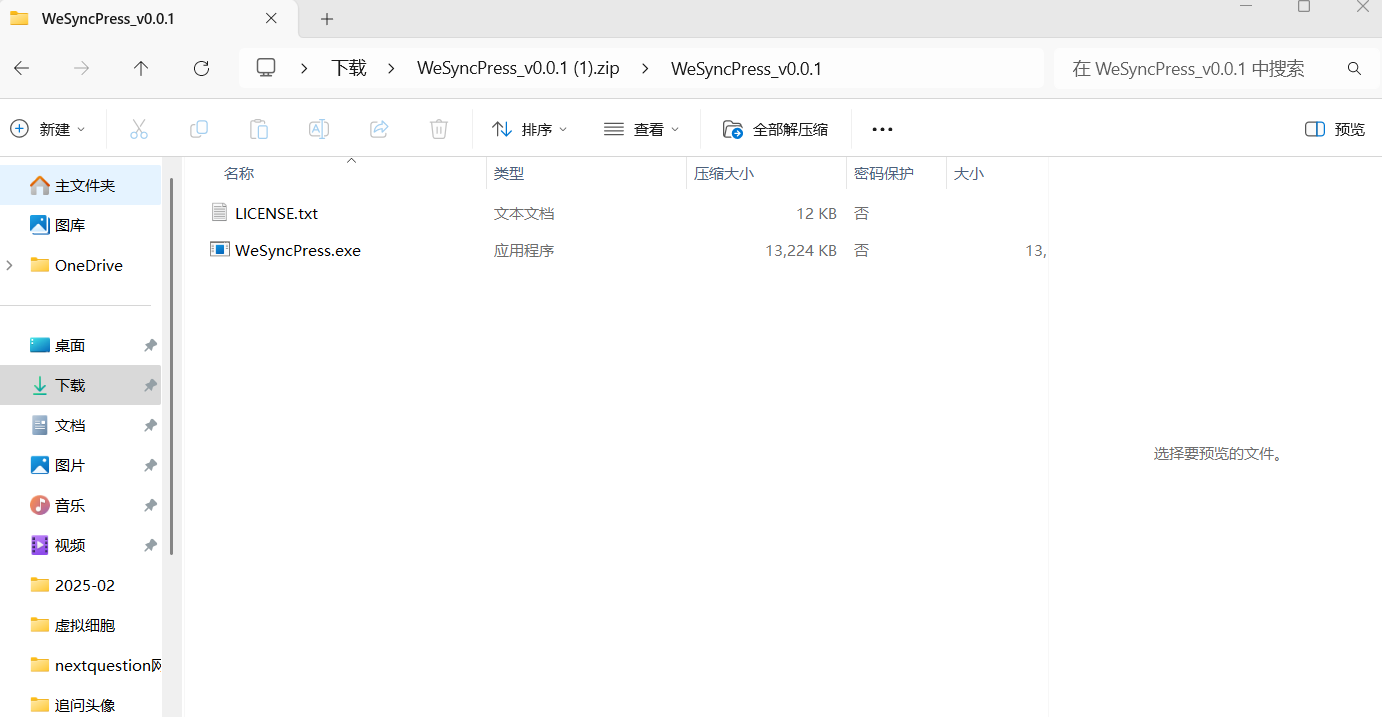 WeSyncPress_v0.0.1
下载 WeSyncPress_v0.0.1 (1).zip WeSyncPress_v0.0.1
在 WeSyncPress_v0.0.1 中搜索
新建 排序 查看 全部解压缩 预览
主文件夹
图库
OneDrive
桌面
下载
文档
图片
音乐
视频
2025-02
虚拟细胞
nextquestion网
追问头像
名称 类型 压缩大小 密码保护 大小
LICENSE.txt 文本文档 12 KB 否
WeSyncPress.exe 应用程序 13,224 KB 否 13,
选择要预览的文件。